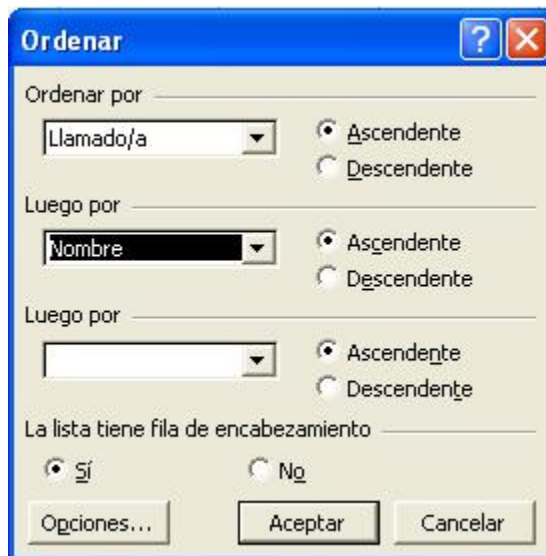 Ordenar
Ordenar por
Llamado/a
Ascendente
Descendente
Luego por
Nombre
Ascendente
Descendente
Luego por
Ascendente
Descendente
La lista tiene fila de encabezamiento
Sí
No
Opciones...
Aceptar
Cancelar